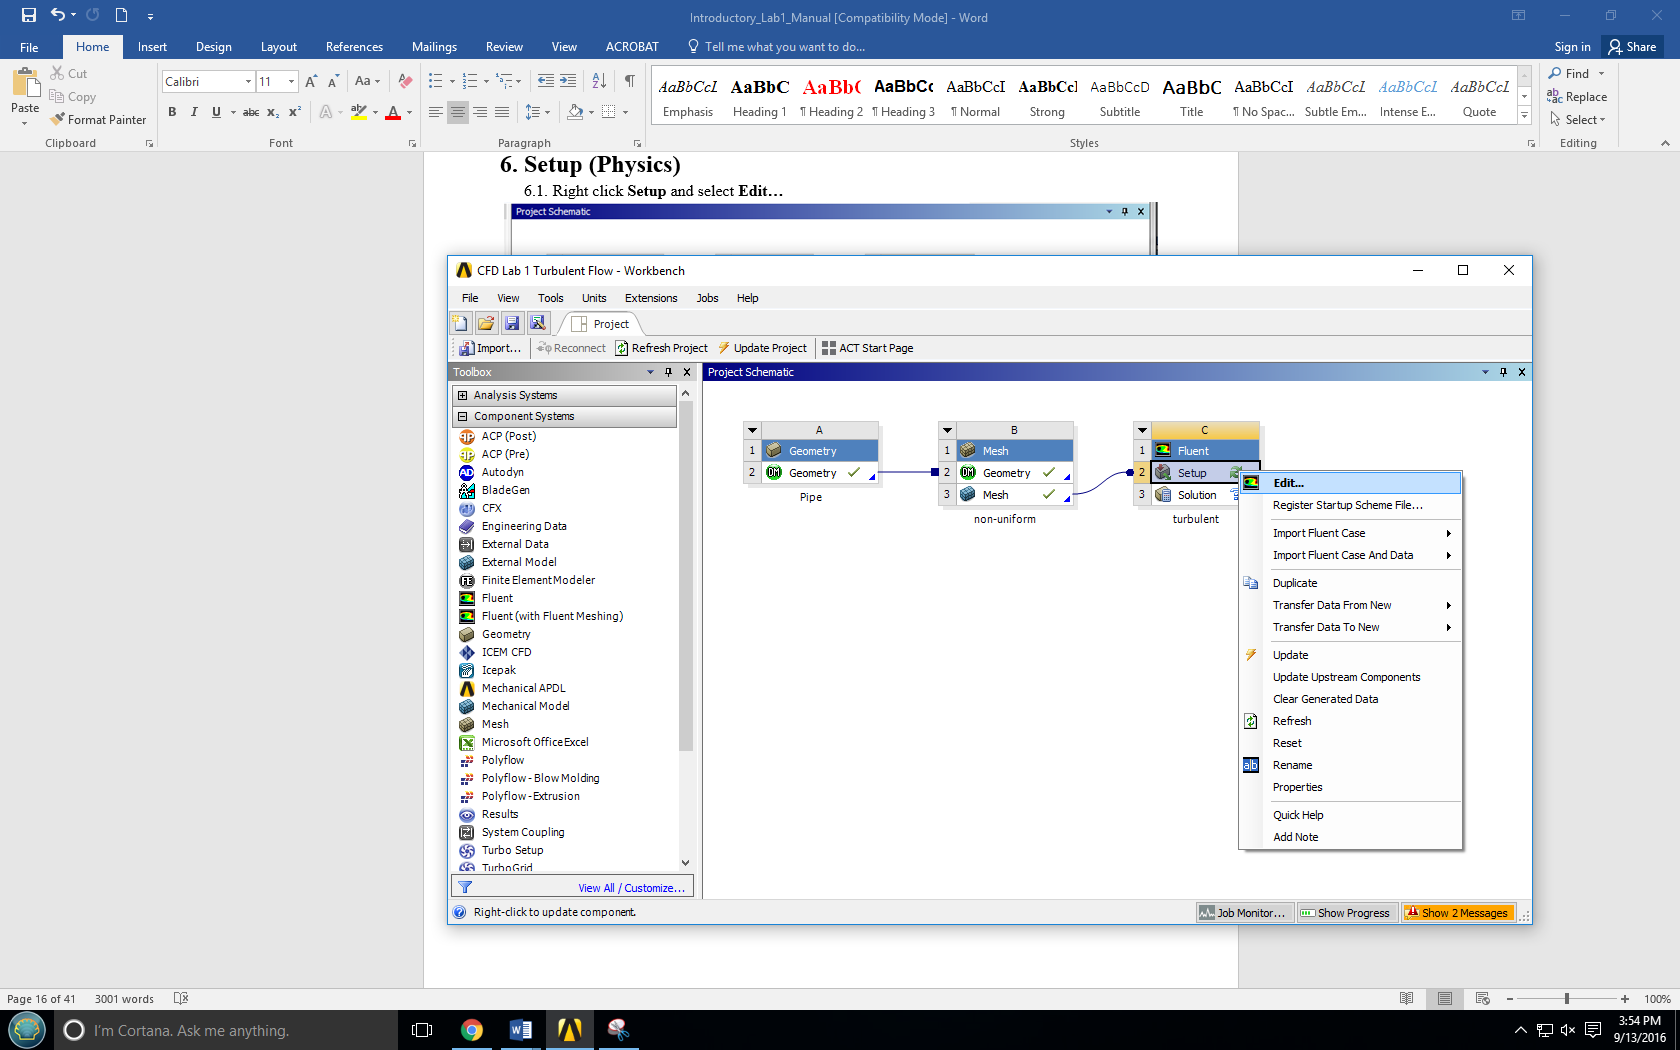 Introductory_Lab1_Manual [Compatibility Mode] - Word
File Home Insert Design Layout References Mailings Review View ACROBAT Tell me what you want to do... Sign in Share
Paste
Cut
Copy
Format Painter
Clipboard
Calibri 11
Aa
B I U abc x₂ x² A aby A
Font
Paragraph
AaBbCcI AaBbC AaBbC AaBbCc AaBbCcI AaBbCcI AaBbCcD AaBbC AaBbCcI AaBbCcI AaBbCcI AaBbCcI
Emphasis Heading 1 ¶ Heading 2 ¶ Heading 3 ¶ Normal Strong Subtitle Title ¶ No Spac... Subtle Em... Intense E... Quote
Styles
Find
Replace
Select
Editing
6. Setup (Physics)
6.1. Right click Setup and select Edit…
Project Schematic
CFD Lab 1 Turbulent Flow - Workbench
File View Tools Units Extensions Jobs Help
Project
Import... Reconnect Refresh Project Update Project ACT Start Page
Toolbox
Analysis Systems
Component Systems
ACP (Post)
ACP (Pre)
Autodyn
BladeGen
CFX
Engineering Data
External Data
External Model
Finite Element Modeler
Fluent
Fluent (with Fluent Meshing)
Geometry
ICEM CFD
Icepak
Mechanical APDL
Mechanical Model
Mesh
Microsoft Office Excel
Polyflow
Polyflow - Blow Molding
Polyflow - Extrusion
Results
System Coupling
Turbo Setup
TurboGrid
View All / Customize...
Project Schematic
A
1 Geometry
2 Geometry
Pipe
B
1 Mesh
2 Geometry
3 Mesh
non-uniform
C
1 Fluent
2 Setup
3 Solution
turbulent
Edit...
Register Startup Scheme File...
Import Fluent Case
Import Fluent Case And Data
Duplicate
Transfer Data From New
Transfer Data To New
Update
Update Upstream Components
Clear Generated Data
Refresh
Reset
Rename
Properties
Quick Help
Add Note
Right-click to update component.
Job Monitor... Show Progress Show 2 Messages
Page 16 of 41 3001 words
100%
I'm Cortana. Ask me anything.
3:54 PM
9/13/2016